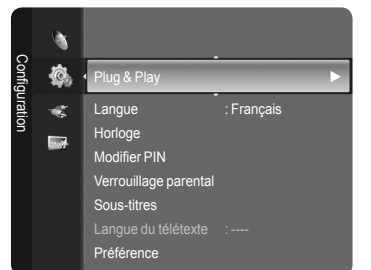 Configuration
Plug & Play
Langue : Français
Horloge
Modifier PIN
Verrouillage parental
Sous-titres
Langue du télétexte : ----
Préférence